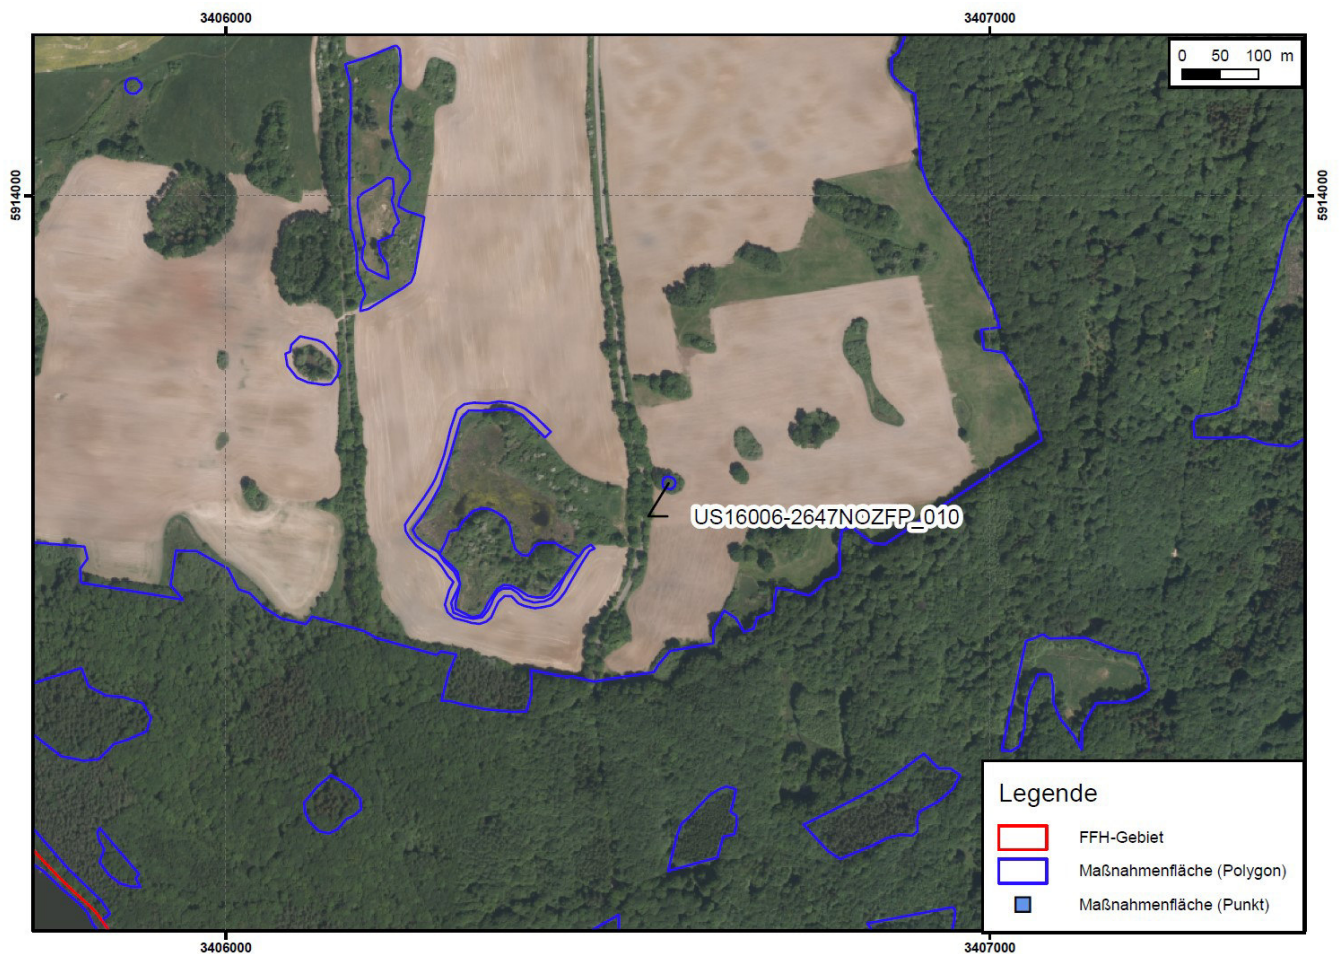 3406000 3407000
0 50 100 m
5914000 5914000
US16006-2647NOZFP_010
Legende
FFH-Gebiet
Maßnahmenfläche (Polygon)
Maßnahmenfläche (Punkt)
3406000 3407000